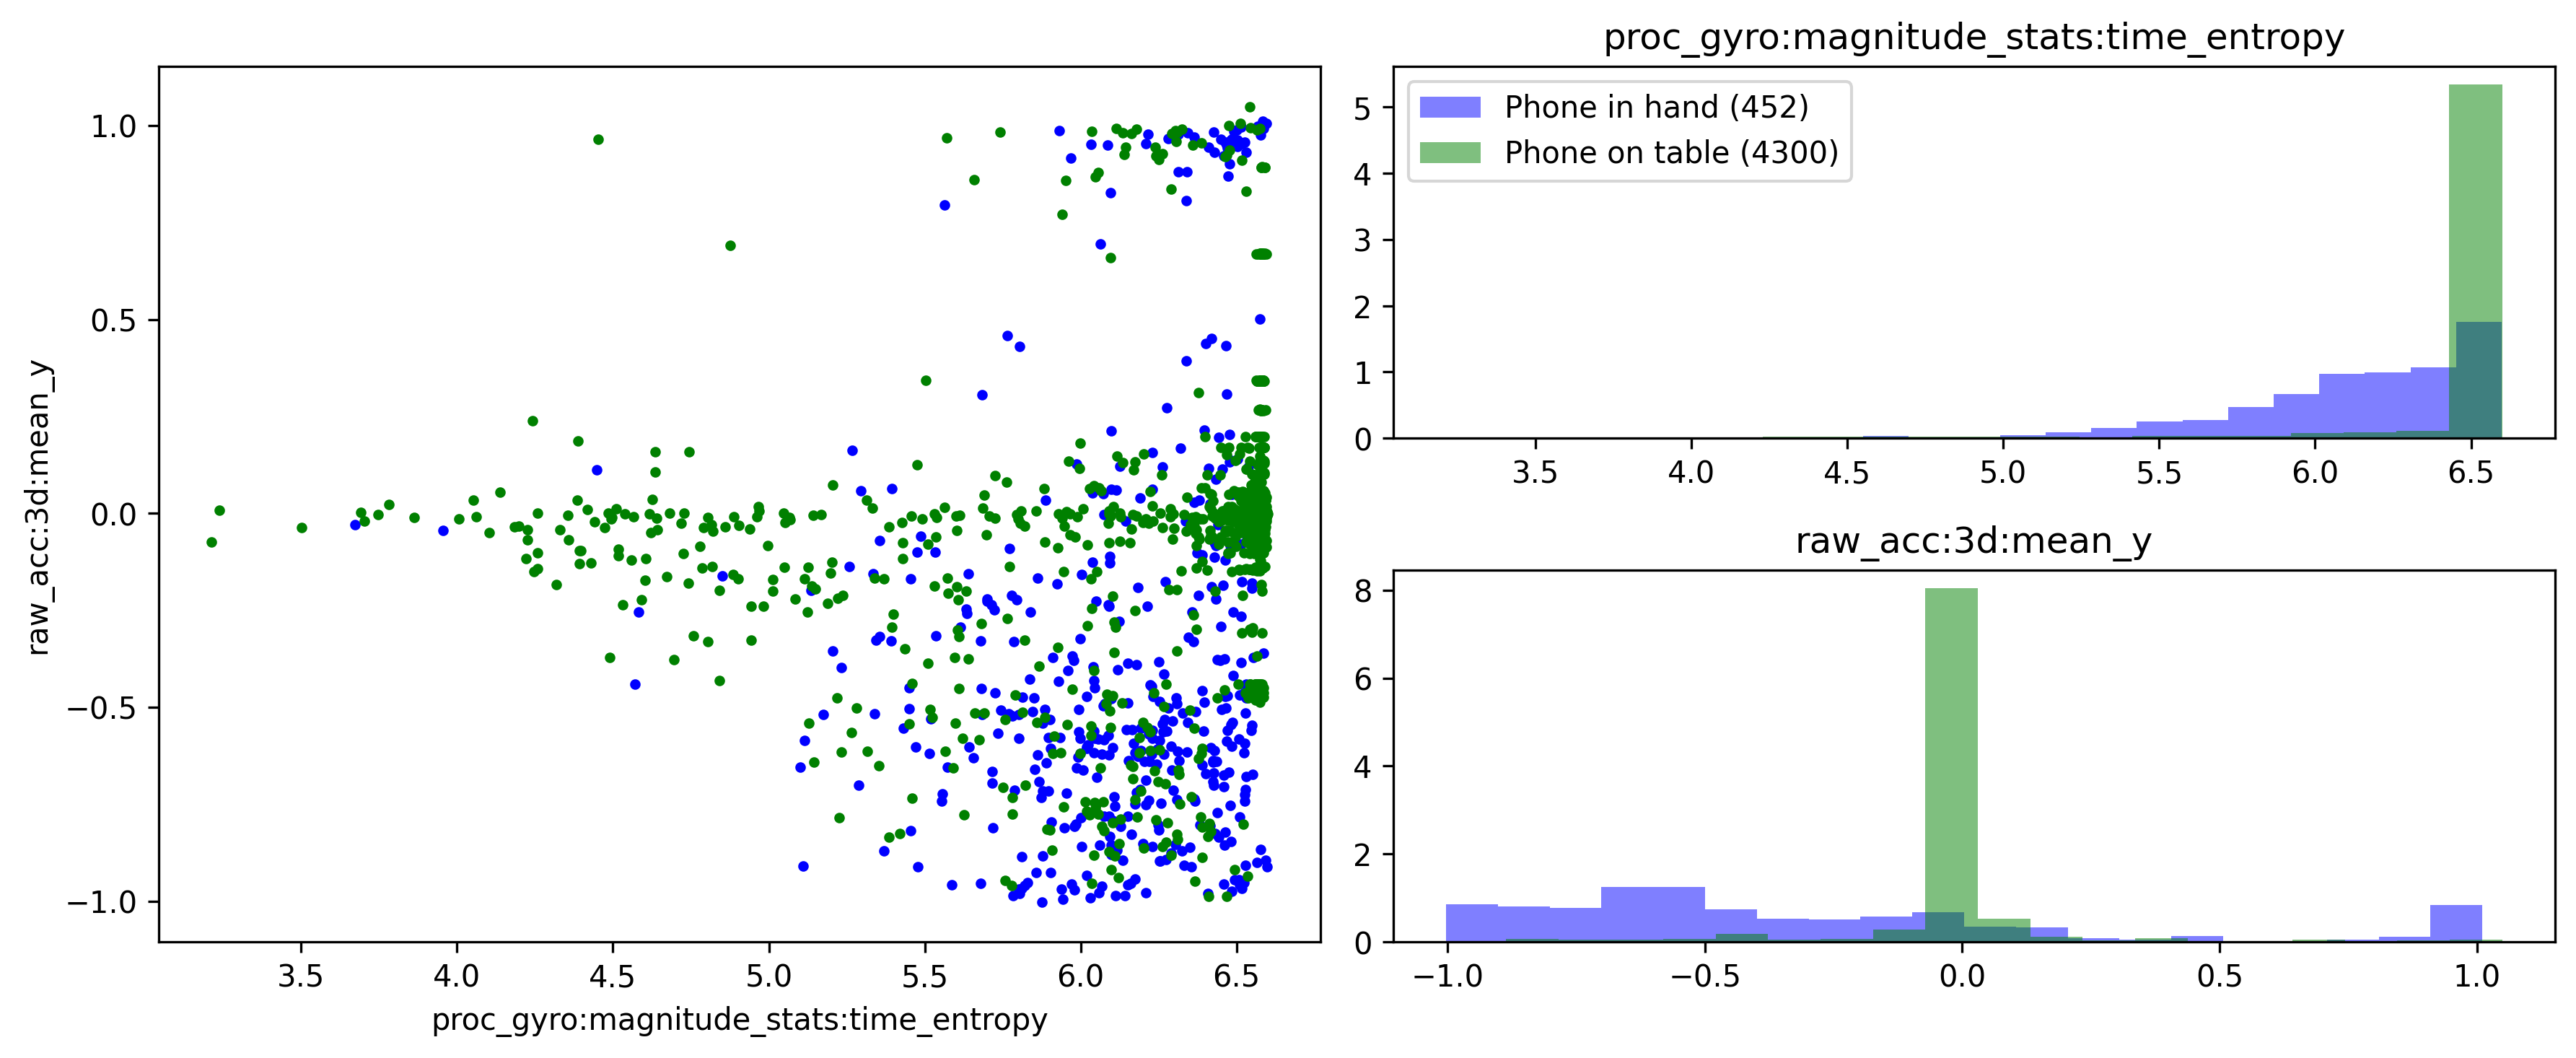 1.0
0.5
0.0
−0.5
−1.0
raw_acc:3d:mean_y
3.5 4.0 4.5 5.0 5.5 6.0 6.5
proc_gyro:magnitude_stats:time_entropy
proc_gyro:magnitude_stats:time_entropy
Phone in hand (452)
Phone on table (4300)
5
4
3
2
1
0
3.5 4.0 4.5 5.0 5.5 6.0 6.5
raw_acc:3d:mean_y
8
6
4
2
0
−1.0 −0.5 0.0 0.5 1.0